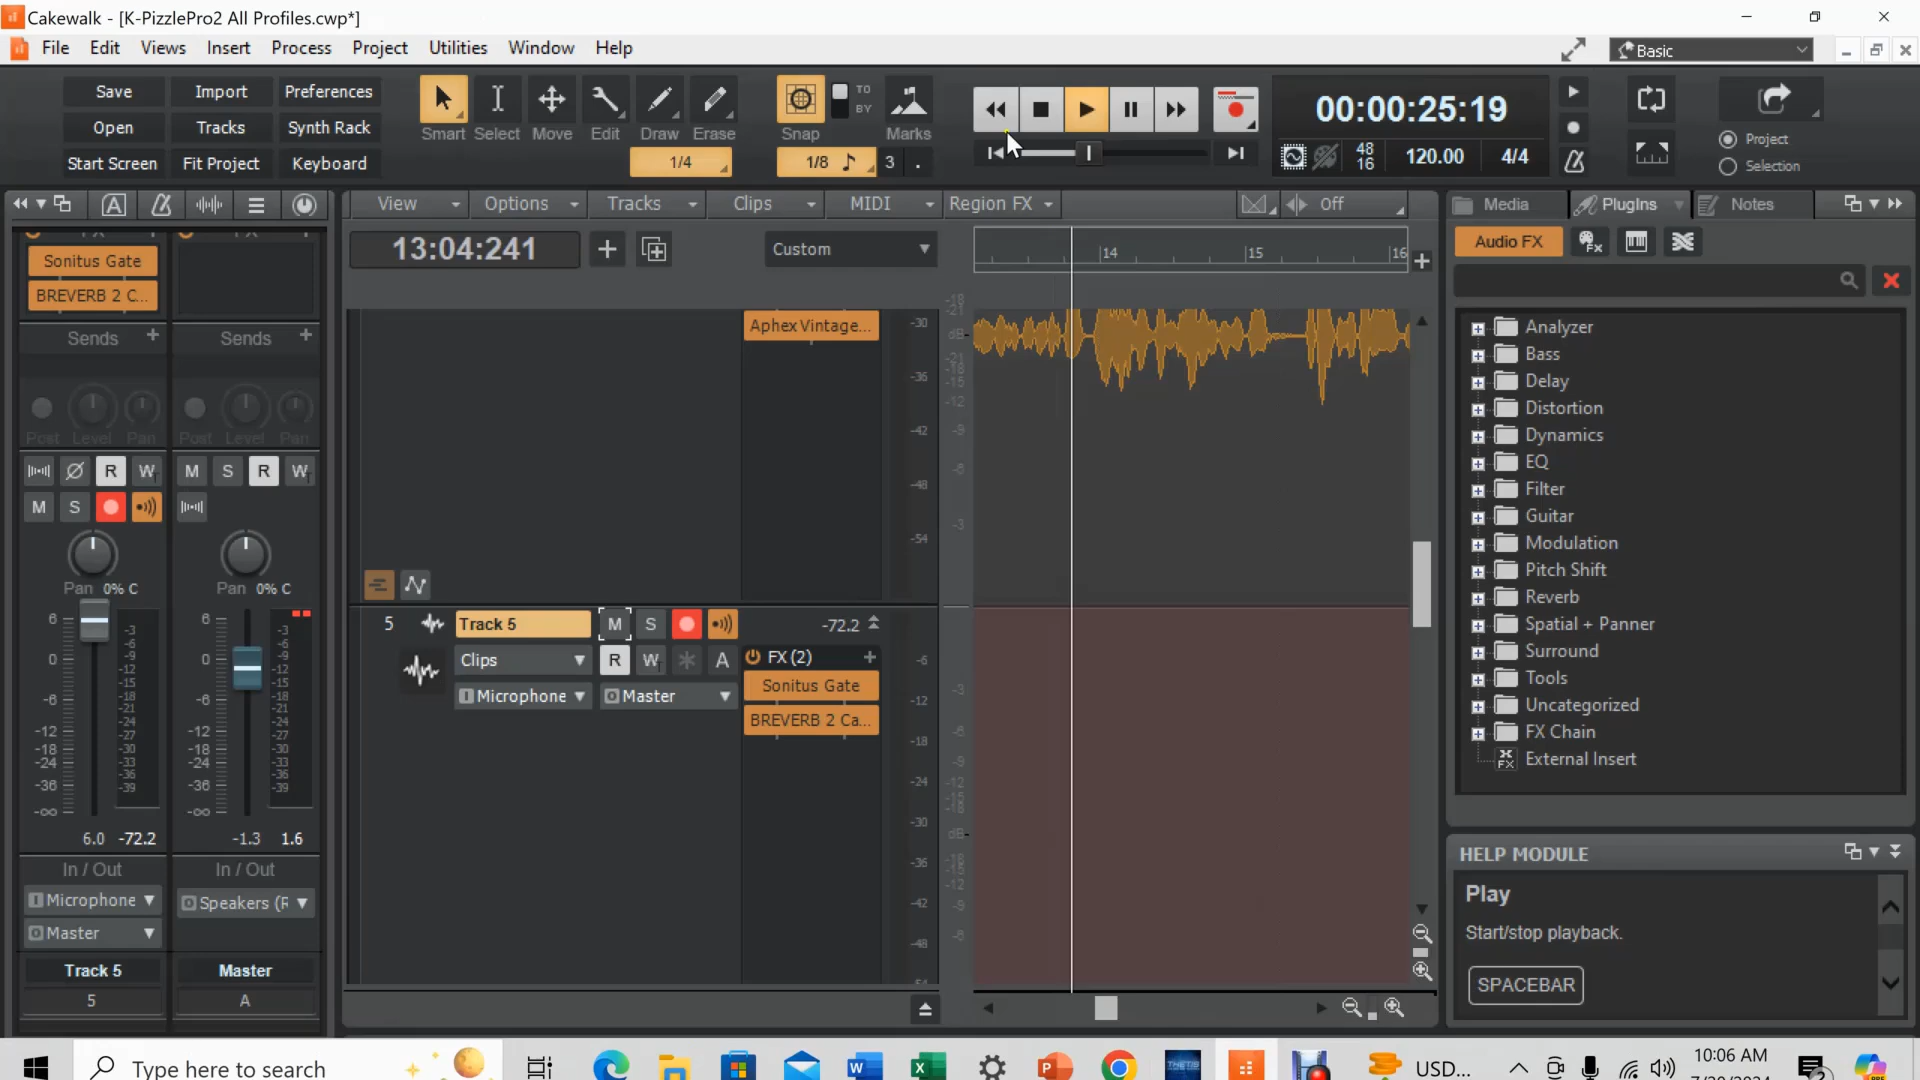 Cakewalk - [K-PizzlePro2 All Profiles.cwp*]
File Edit Views Insert Process Project Utilities Window Help
Basic
Save Import Preferences
Open Tracks Synth Rack
Start Screen Fit Project Keyboard
Smart Select Move Edit Draw Erase
1/4
Snap
TO
BY
Marks
1/8 3 .
00:00:25:19
48
16
120.00 4/4
Project
Selection
View Options Tracks Clips MIDI Region FX Off
13:04:241
Custom
14 15 16
Media PlugIns Notes
Audio FX
Sonitus Gate
BREVERB 2 C...
Sends Sends
Post Level Pan Post Level Pan
R W M S R W
M S
Pan 0% C Pan 0% C
6.0 -72.2 -1.3 1.6
In / Out In / Out
Microphone Speakers (R
Master
Track 5 Master
5 A
Aphex Vintage...
5 Track 5 M S -72.2
Clips R W A FX (2)
Microphone Master
Sonitus Gate
BREVERB 2 Ca...
Analyzer
Bass
Delay
Distortion
Dynamics
EQ
Filter
Guitar
Modulation
Pitch Shift
Reverb
Spatial + Panner
Surround
Tools
Uncategorized
FX Chain
External Insert
HELP MODULE
Play
Start/stop playback.
SPACEBAR
Type here to search
USD...
10:06 AM